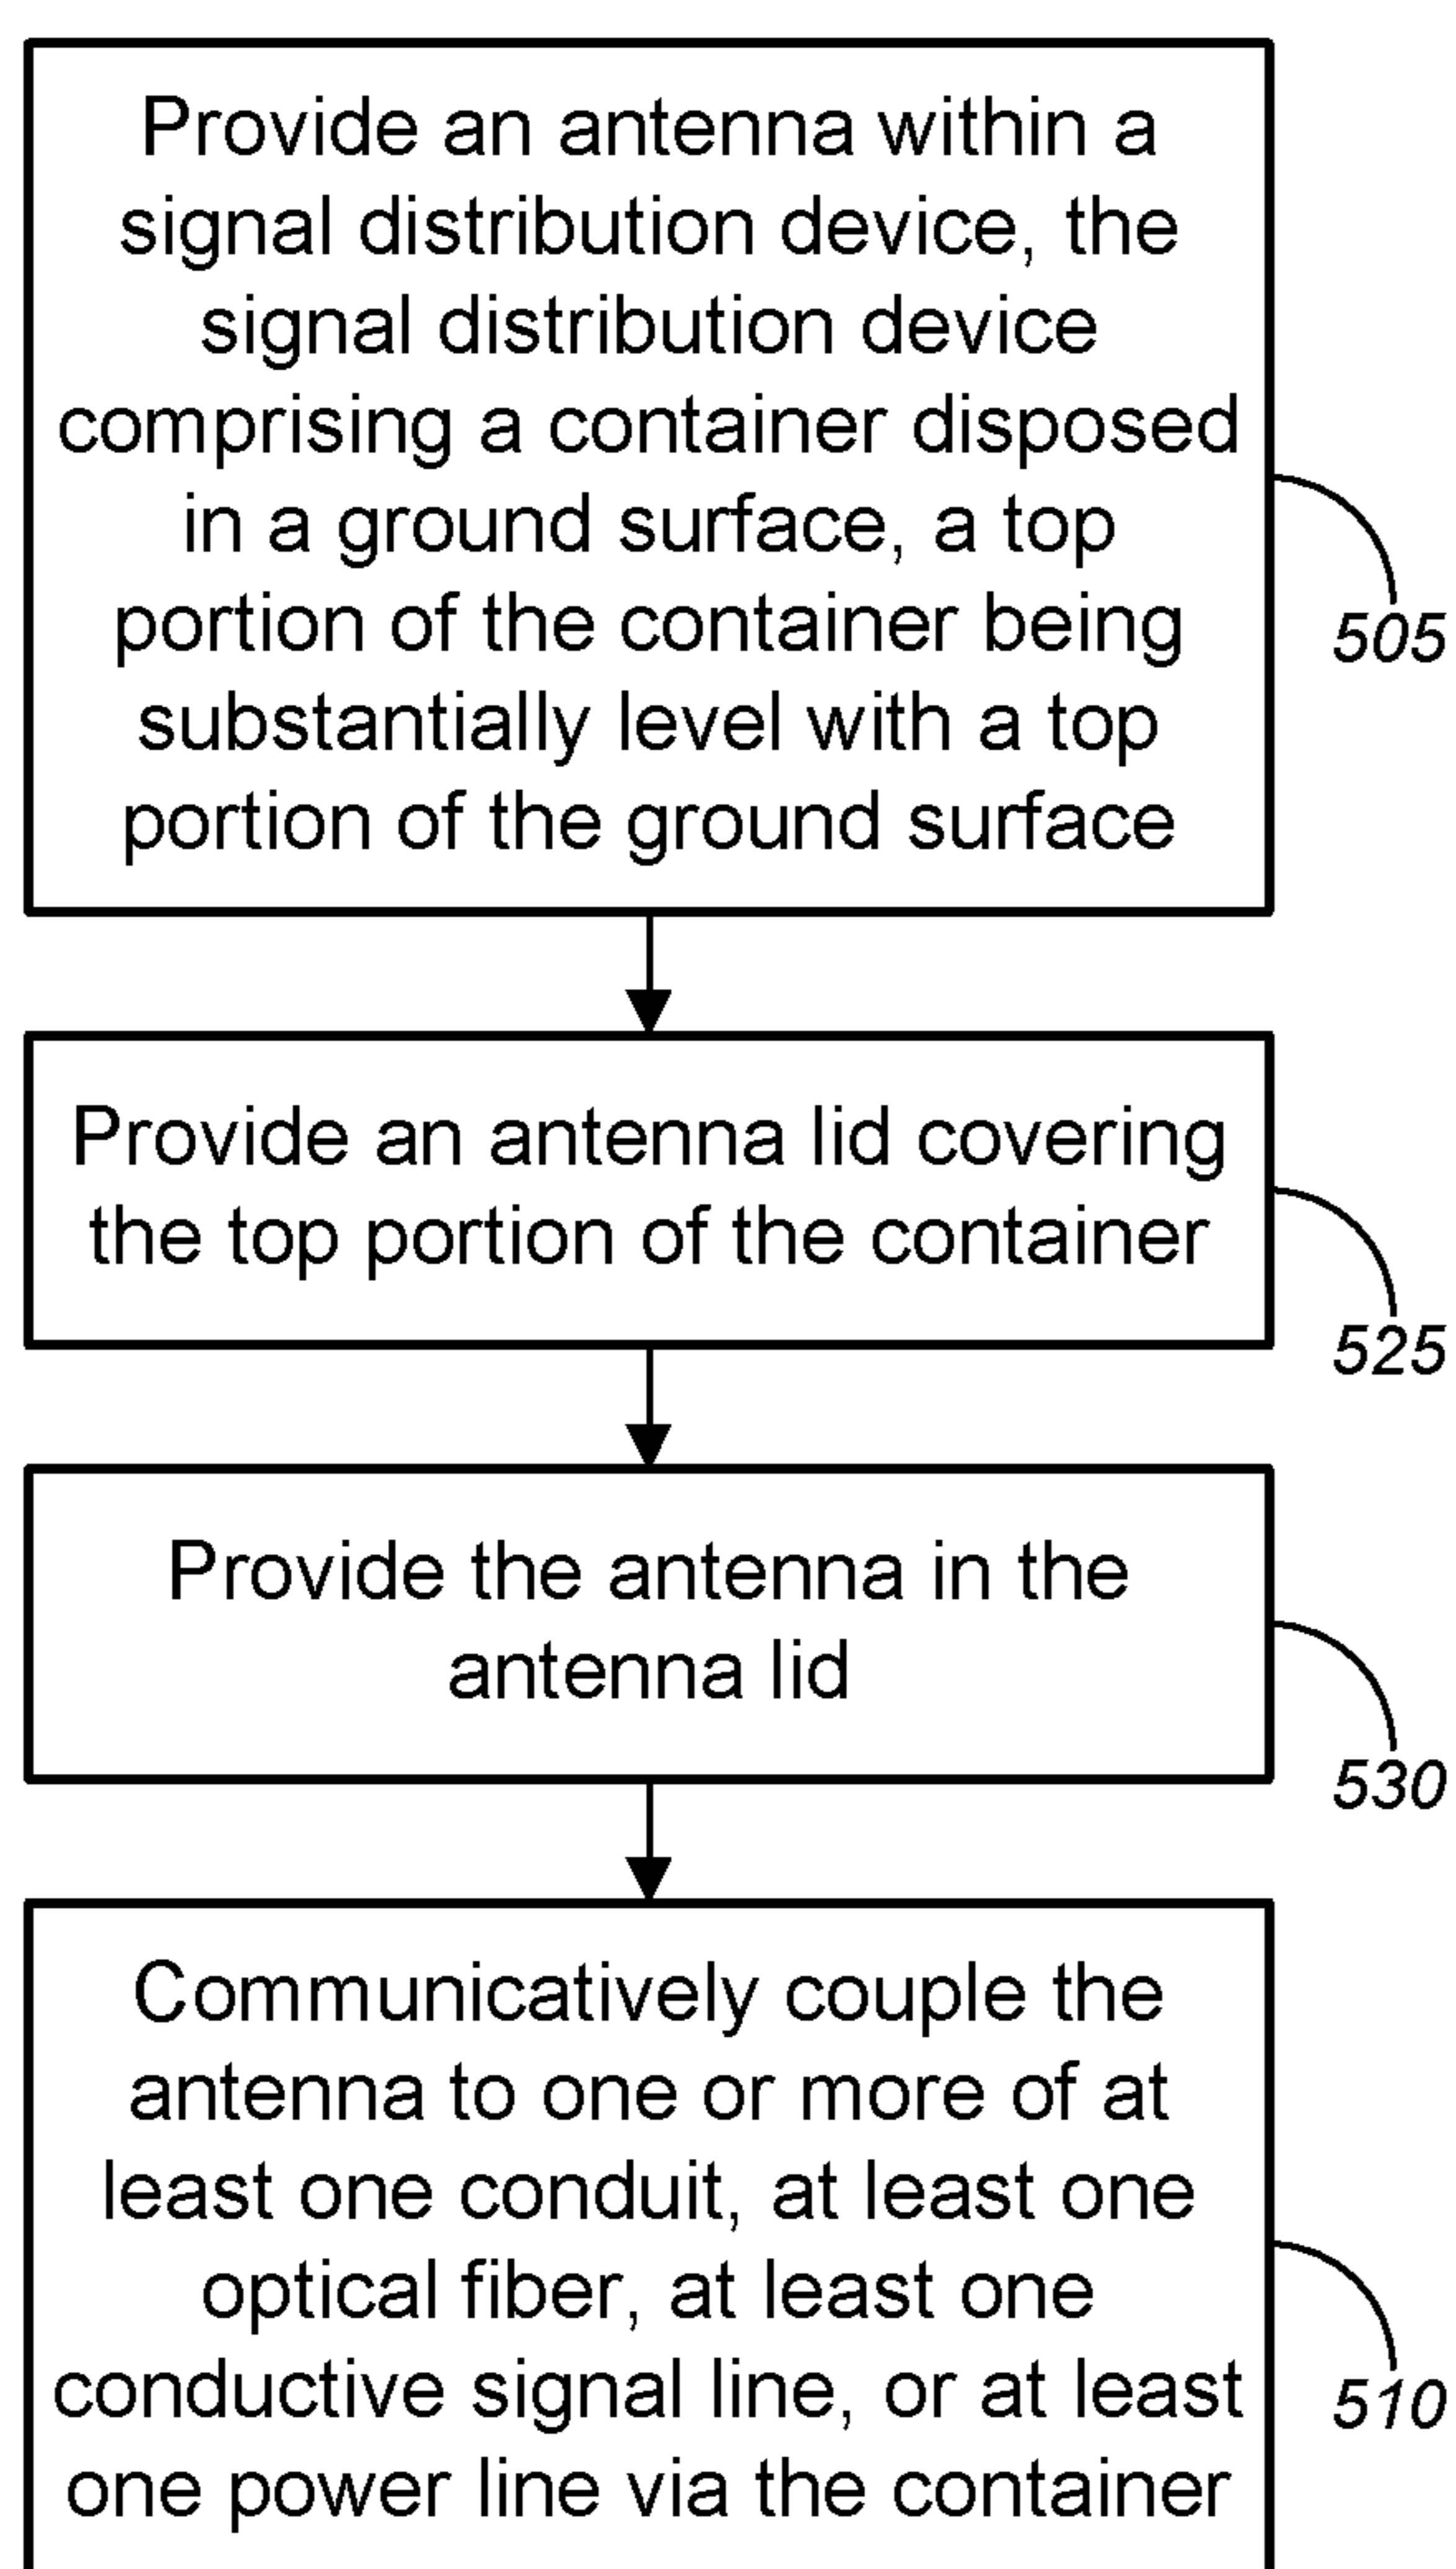 Provide an antenna within a
signal distribution device, the
signal distribution device
comprising a container disposed
in a ground surface, a top
portion of the container being
substantially level with a top
portion of the ground surface
505
Provide an antenna lid covering
the top portion of the container
525
Provide the antenna in the
antenna lid
530
Communicatively couple the
antenna to one or more of at
least one conduit, at least one
optical fiber, at least one
conductive signal line, or at least
one power line via the container
510